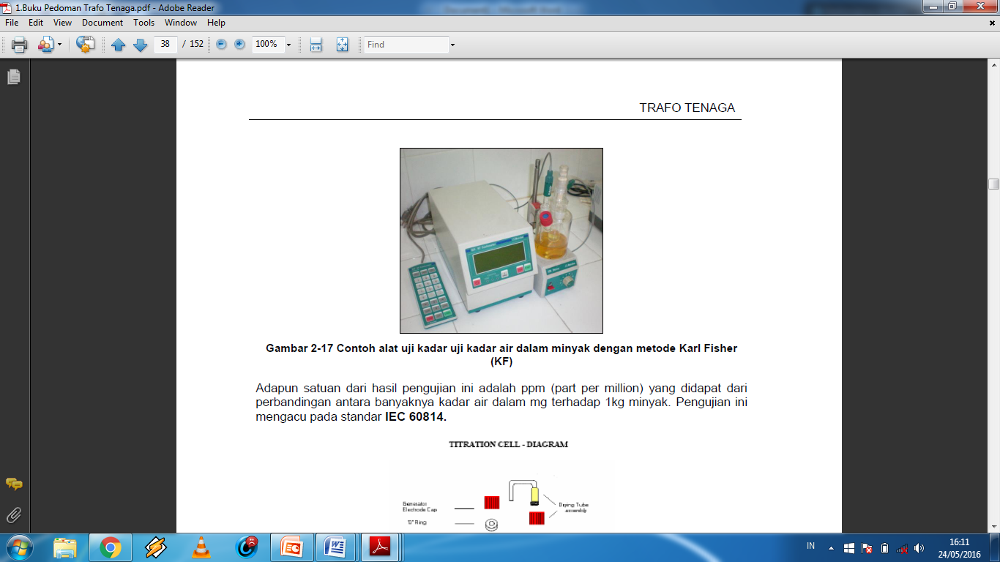 1.Buku Pedoman Trafo Tenaga.pdf - Adobe Reader
File Edit View Document Tools Window Help
38 / 152 100% Find
TRAFO TENAGA
Gambar 2-17 Contoh alat uji kadar uji kadar air dalam minyak dengan metode Karl Fisher
(KF)
Adapun satuan dari hasil pengujian ini adalah ppm (part per million) yang didapat dari
perbandingan antara banyaknya kadar air dalam mg terhadap 1kg minyak. Pengujian ini
mengacu pada standar IEC 60814.
TITRATION CELL - DIAGRAM
Generator
Electrode Cap
Drying Tube
assembly
"O" Ring
IN
16:11
24/05/2016